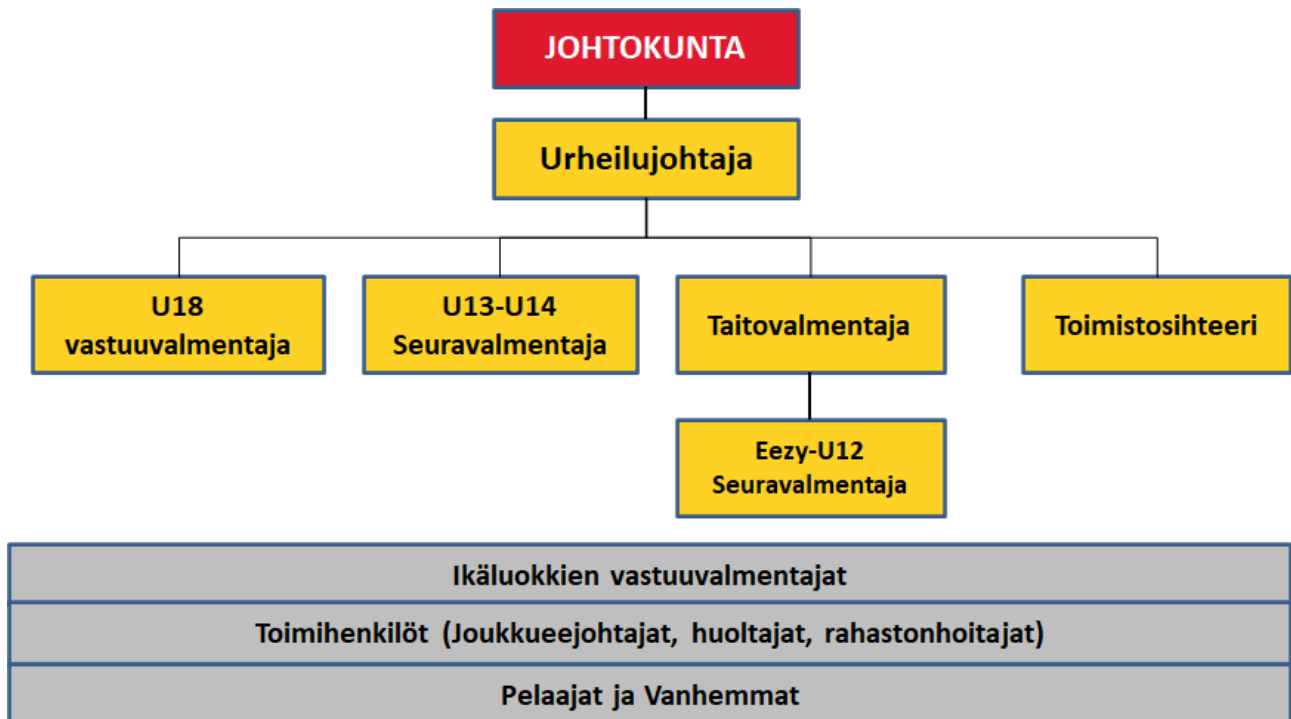 JOHTOKUNTA
Urheilujohtaja
U18
vastuuvalmentaja
U13-U14
Seuravalmentaja
Taitovalmentaja
Toimistosihteeri
Eezy-U12
Seuravalmentaja
Ikäluokkien vastuuvalmentajat
Toimihenkilöt (Joukkueejohtajat, huoltajat, rahastonhoitajat)
Pelaajat ja Vanhemmat